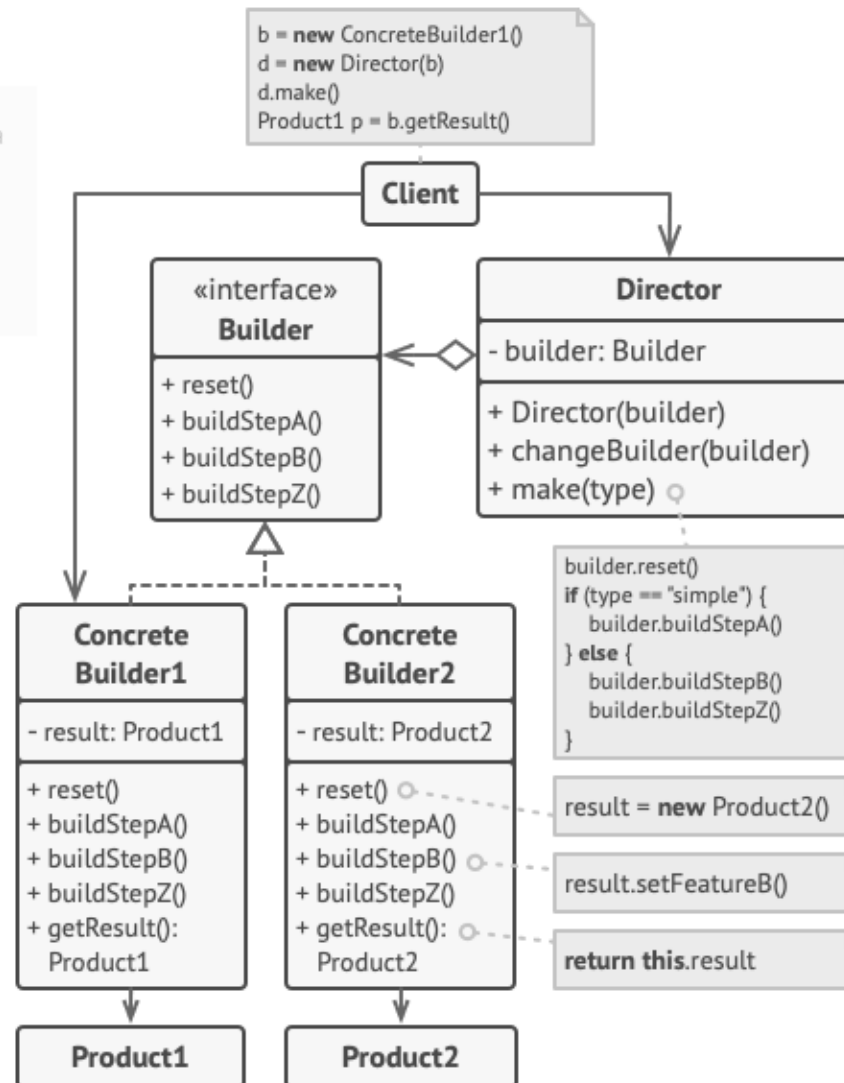 b = new ConcreteBuilder1()
d = new Director(b)
d.make()
Product1 p = b.getResult()
Client
«interface»
Builder
+ reset()
+ buildStepA()
+ buildStepB()
+ buildStepZ()
Director
- builder: Builder
+ Director(builder)
+ changeBuilder(builder)
+ make(type)
builder.reset()
if (type == "simple") {
builder.buildStepA()
} else {
builder.buildStepB()
builder.buildStepZ()
}
Concrete
Builder1
- result: Product1
+ reset()
+ buildStepA()
+ buildStepB()
+ buildStepZ()
+ getResult():
Product1
Concrete
Builder2
- result: Product2
+ reset()
+ buildStepA()
+ buildStepB()
+ buildStepZ()
+ getResult():
Product2
result = new Product2()
result.setFeatureB()
return this.result
Product1
Product2